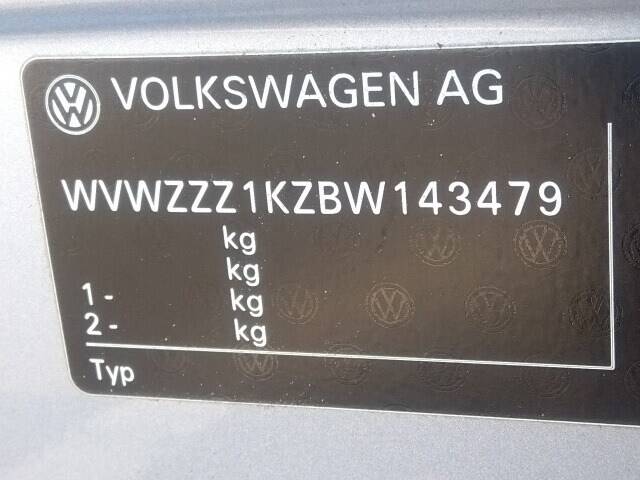 VOLKSWAGEN AG
WVWZZZ1KZBW143479
kg
kg
1- kg
2- kg
Typ